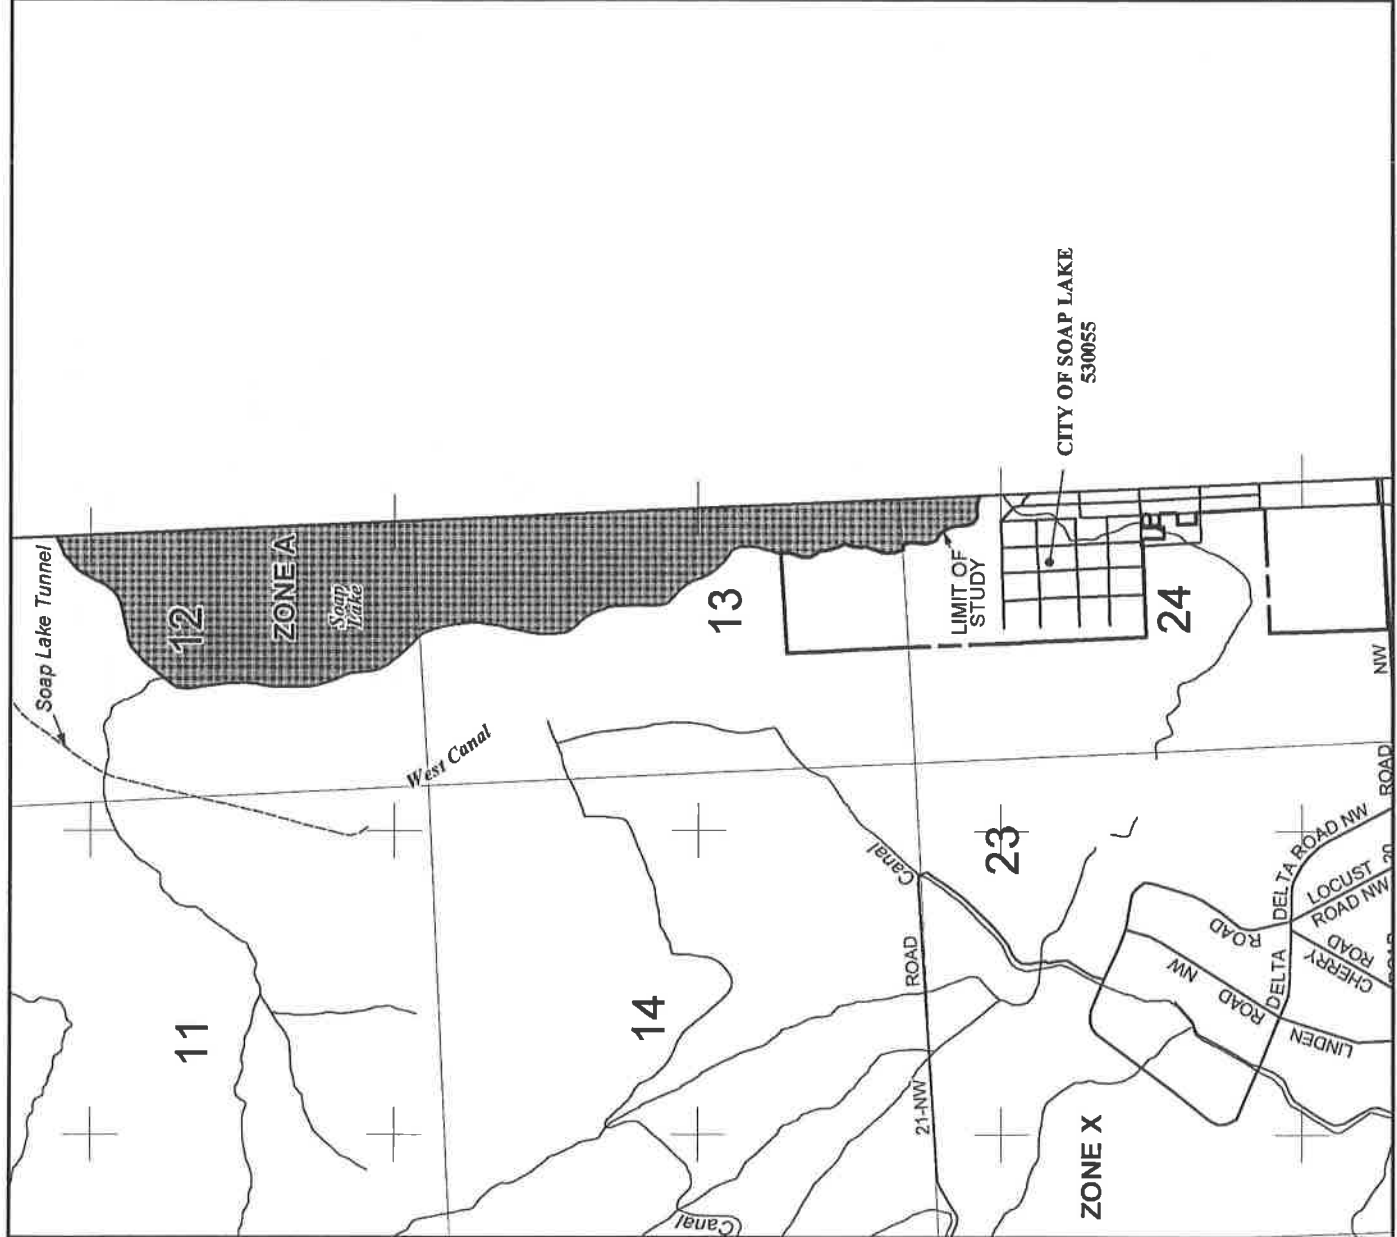 Soap Lake Tunnel
12
ZONE A
Soap
Lake
11
West Canal
13
LIMIT OF
STUDY
CITY OF SOAP LAKE
530055
14
Canal
23
24
ROAD
21-NW
Canal
ZONE X
ROAD
NW
ROAD
LINDEN
DELTA
DELTA ROAD NW
LOCUST
ROAD NW
CHERRY
ROAD
ROAD
NW